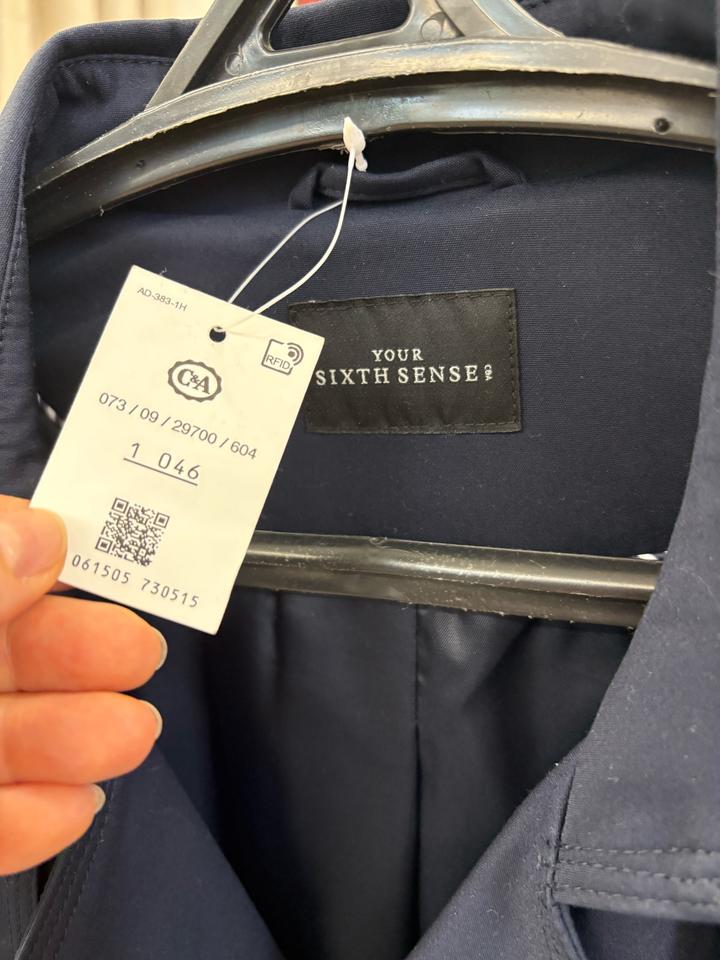 AD-383-1H
RFID
C&A
073 / 09 / 29700 / 604
1 046
061505 730515
YOUR
SIXTH SENSE C&A